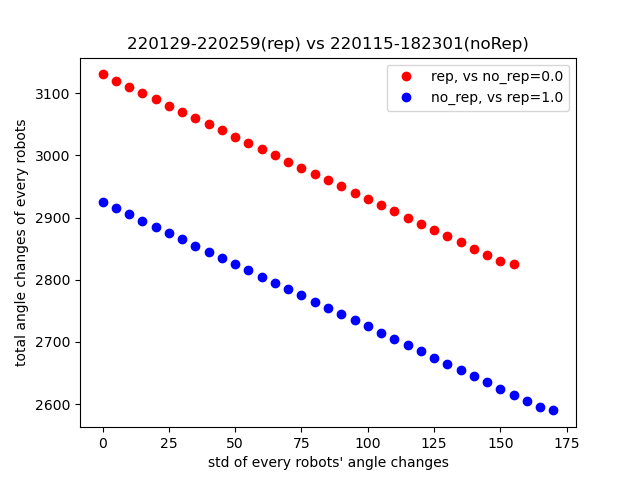 220129-220259(rep) vs 220115-182301(noRep)
rep, vs no_rep=0.0
no_rep, vs rep=1.0
total angle changes of every robots
3100
3000
2900
2800
2700
2600
0 25 50 75 100 125 150 175
std of every robots' angle changes